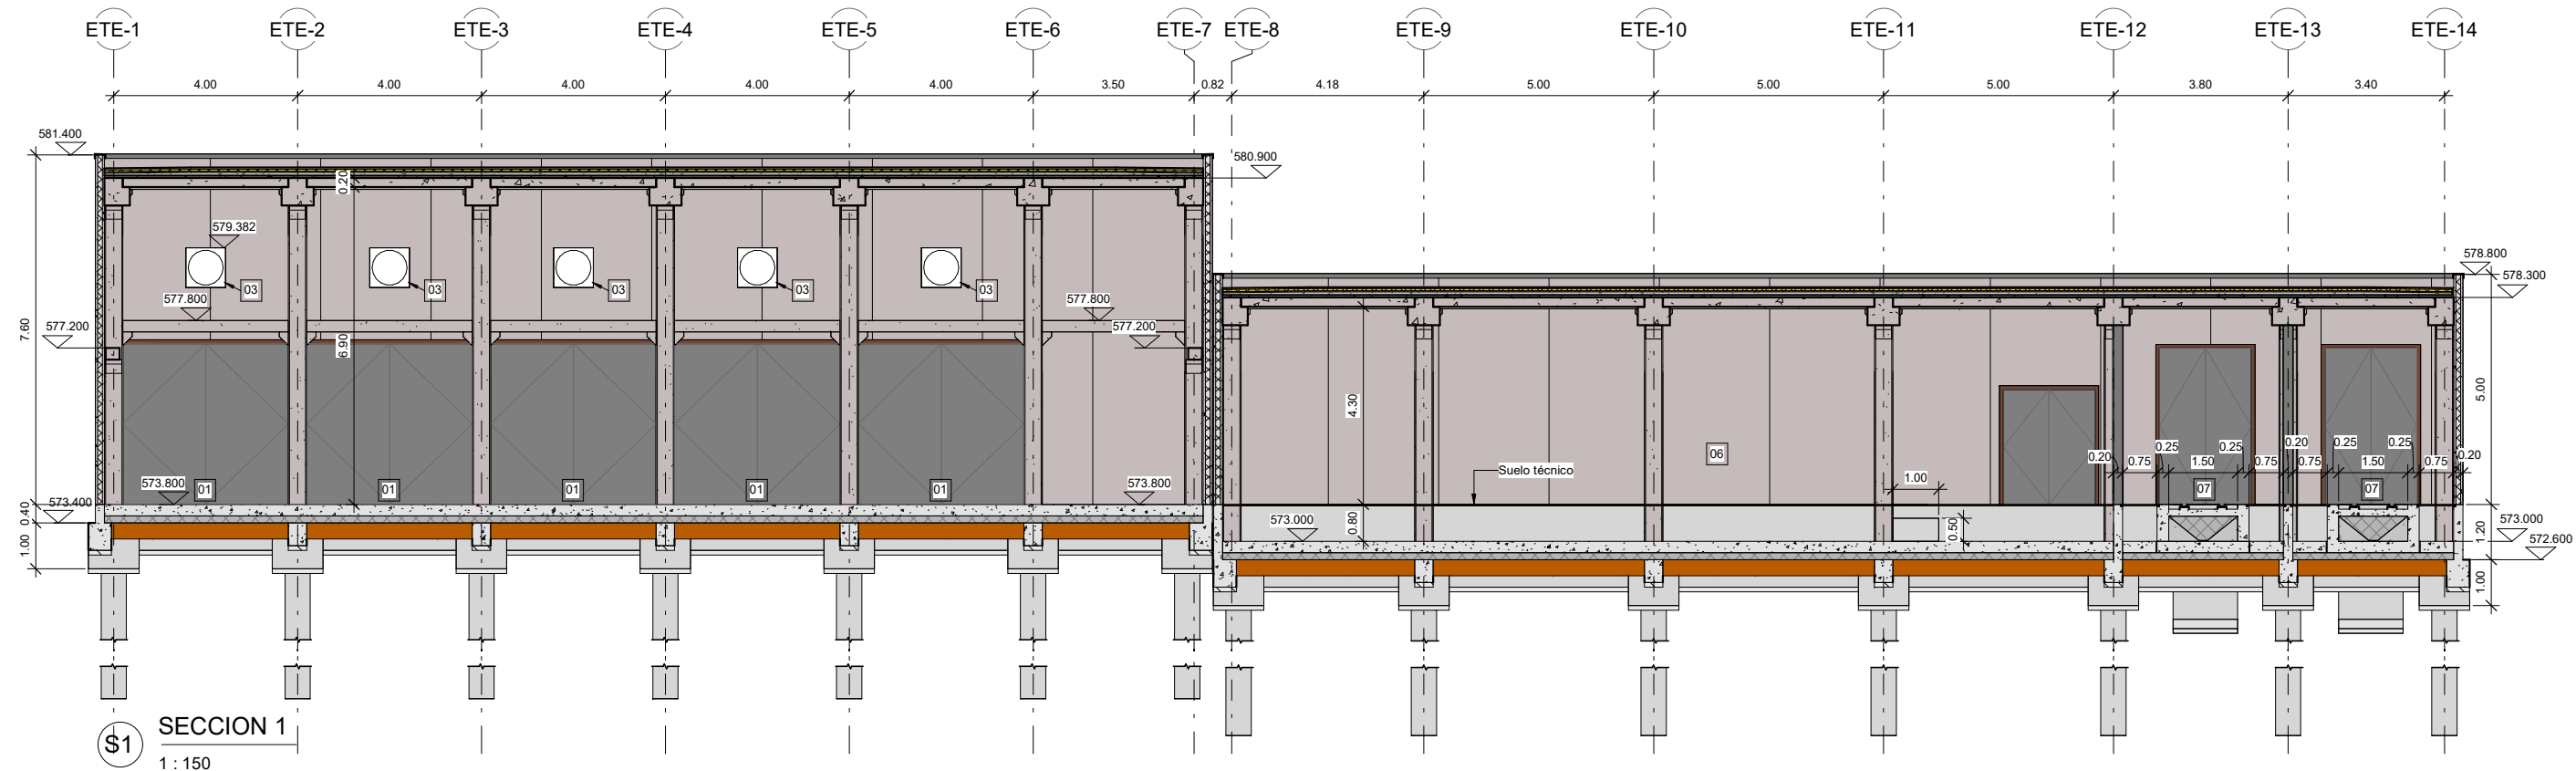 ETE-1 ETE-2 ETE-3 ETE-4 ETE-5 ETE-6 ETE-7 ETE-8 ETE-9 ETE-10 ETE-11 ETE-12 ETE-13 ETE-14
4.00 4.00 4.00 4.00 4.00 3.50 0.82 4.18 5.00 5.00 5.00 3.80 3.40
581.400
580.900
0.20
579.382
578.800
578.300
03 03 03 03 03
577.800 577.800
7.60
577.200 577.200
6.90
4.30
5.00
06
Suelo técnico
0.20 0.75 0.25 1.50 0.25 0.75 0.20 0.75 0.25 1.50 0.25 0.75 0.20
1.00
573.800 573.800
01 01 01 01 01
07 07
573.400
0.40
573.000
0.80
0.50
1.20
573.000
572.600
1.00
1.00
S1
SECCION 1
1 : 150